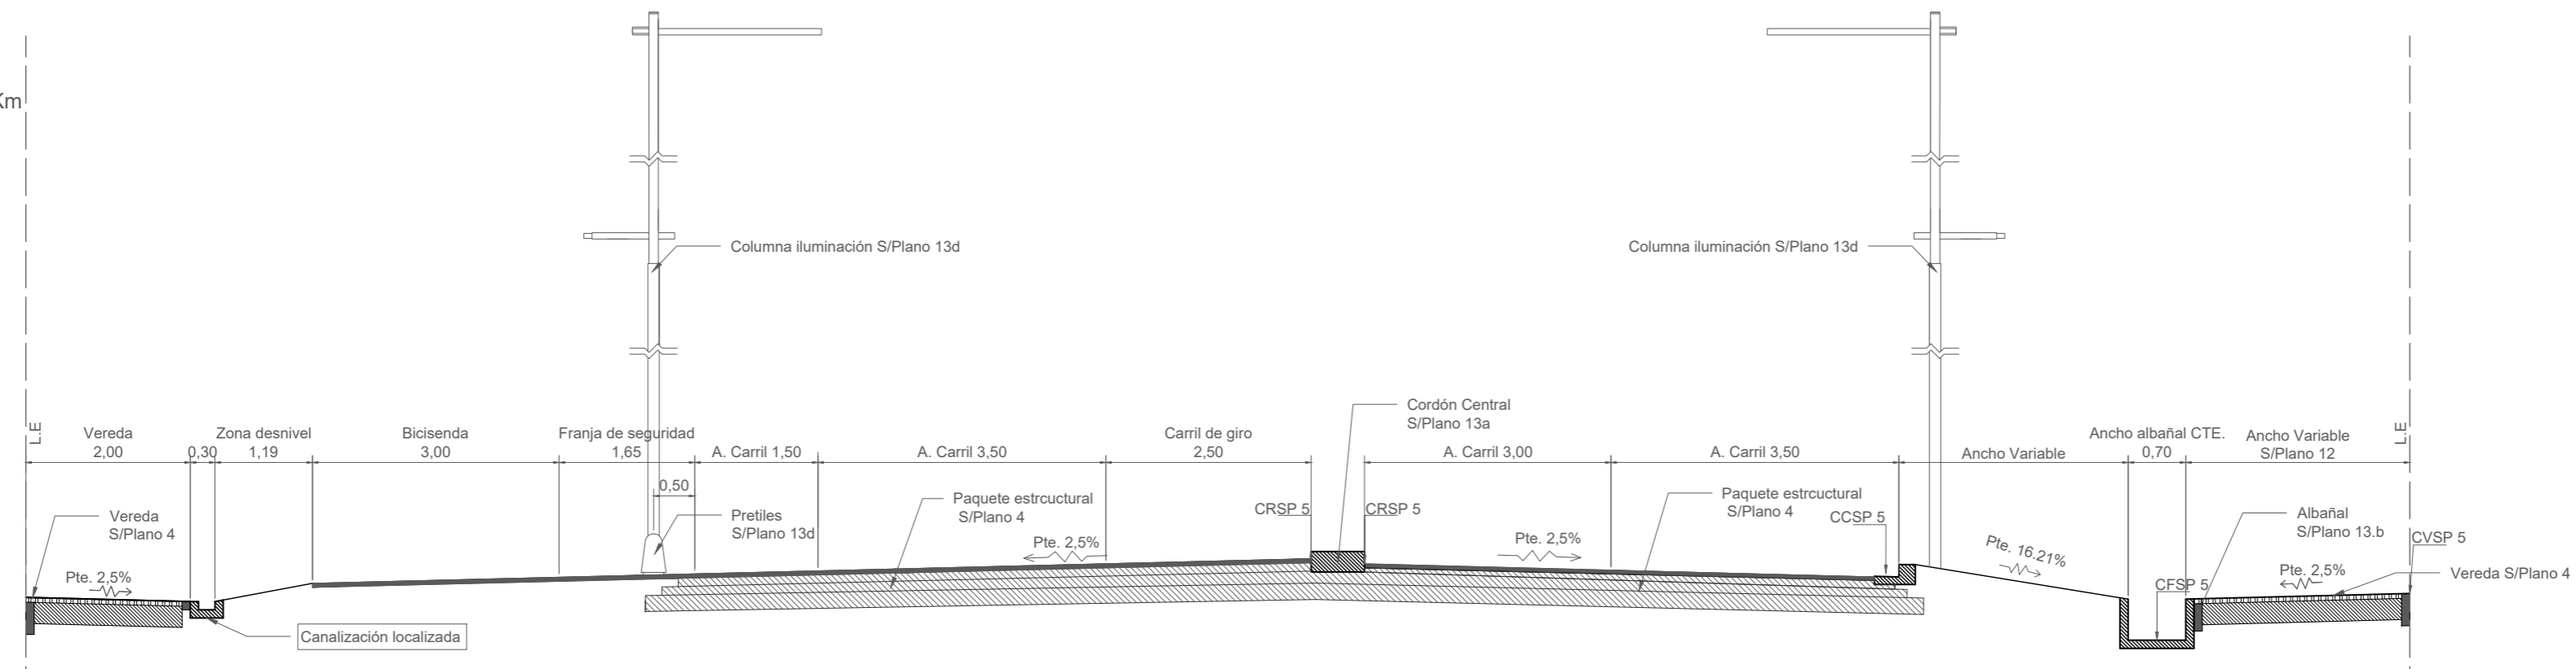 Km
Columna iluminación S/Plano 13d
Columna iluminación S/Plano 13d
L.E
Vereda
2,00
0,30
Zona desnivel
1,19
Bicisenda
3,00
Franja de seguridad
1,65
A. Carril 1,50
A. Carril 3,50
Carril de giro
2,50
Cordón Central
S/Plano 13a
A. Carril 3,00
A. Carril 3,50
Ancho Variable
Ancho albañal CTE.
0,70
Ancho Variable
S/Plano 12
L.E
0,50
Vereda
S/Plano 4
Pretiles
S/Plano 13d
Paquete estrcuctural
S/Plano 4
CRSP 5
CRSP 5
Paquete estrcuctural
S/Plano 4
CCSP 5
Albañal
S/Plano 13.b
CVSP 5
Pte. 2,5%
Pte. 2,5%
Pte. 2,5%
Pte. 16.21%
CFSP 5
Pte. 2,5%
Vereda S/Plano 4
Canalización localizada